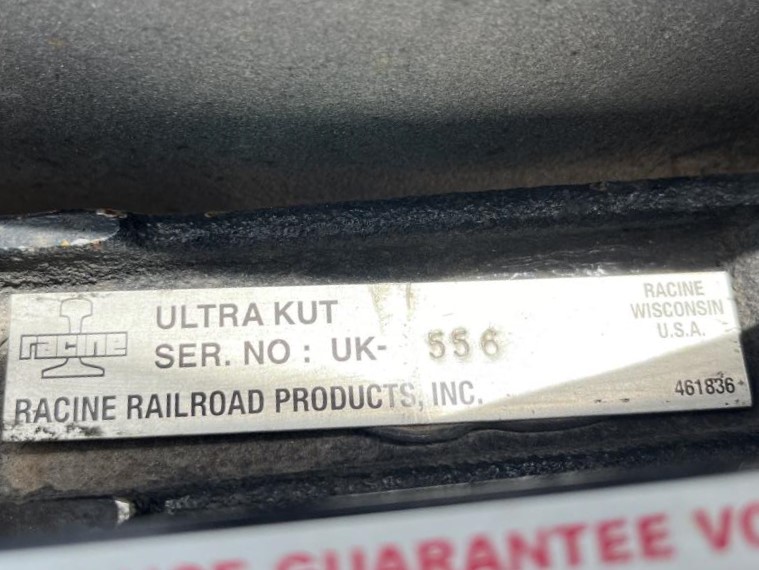 racine
ULTRA KUT
SER. NO : UK- 556
RACINE RAILROAD PRODUCTS, INC.
RACINE
WISCONSIN
U.S.A.
461836
GUARANTEE